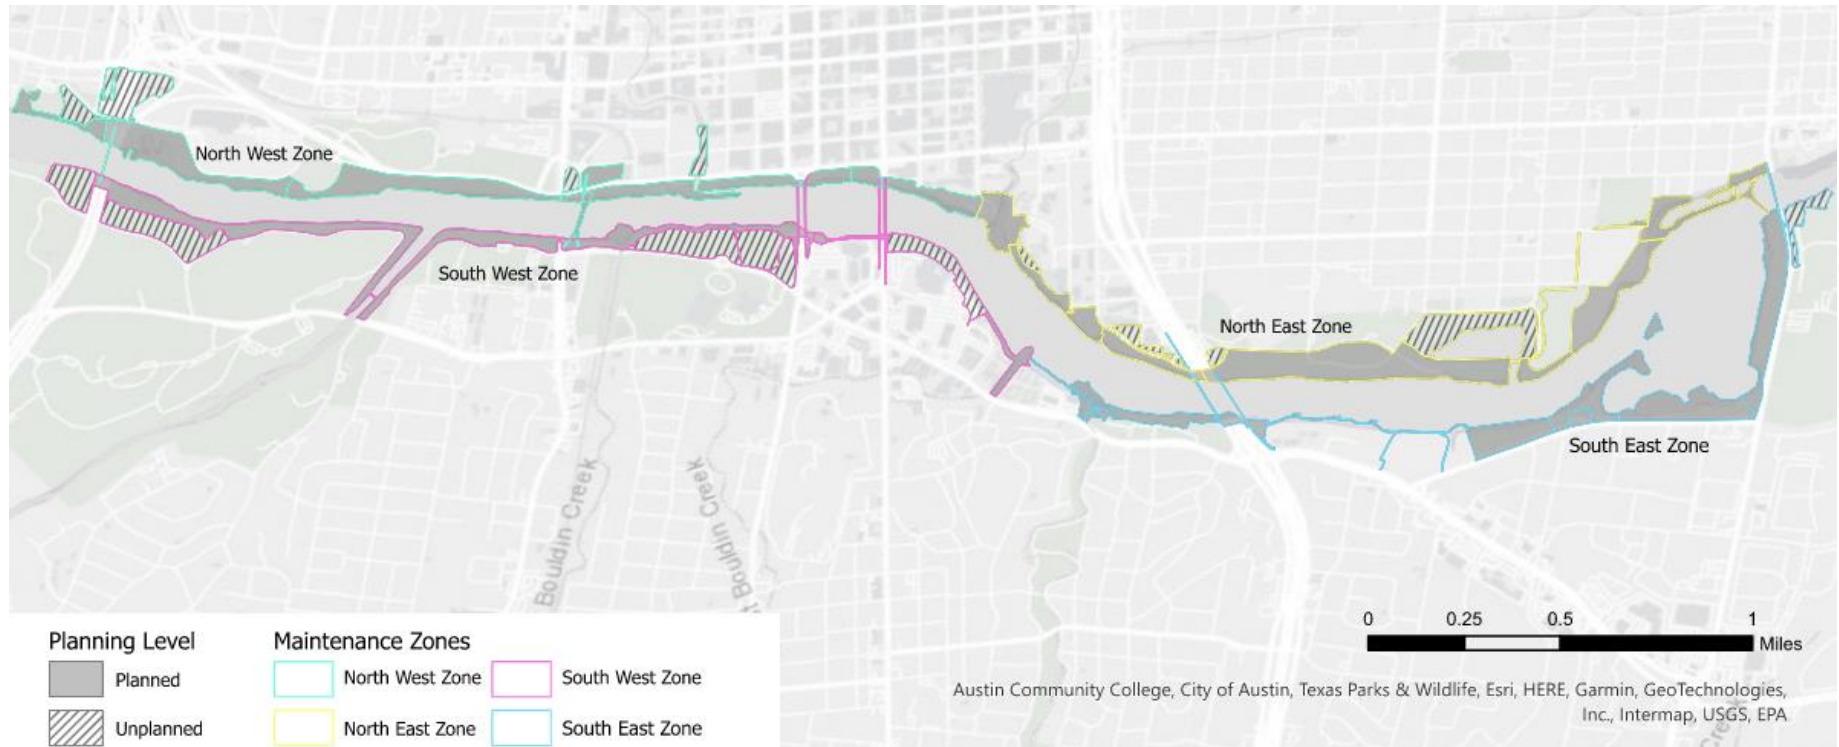 North West Zone
South West Zone
North East Zone
South East Zone
Bouldin Creek
Bouldin Creek
Planning Level
Planned
Unplanned
Maintenance Zones
North West Zone
South West Zone
North East Zone
South East Zone
0 0.25 0.5 1
Miles
Austin Community College, City of Austin, Texas Parks & Wildlife, Esri, HERE, Garmin, GeoTechnologies,
Inc., Intermap, USGS, EPA